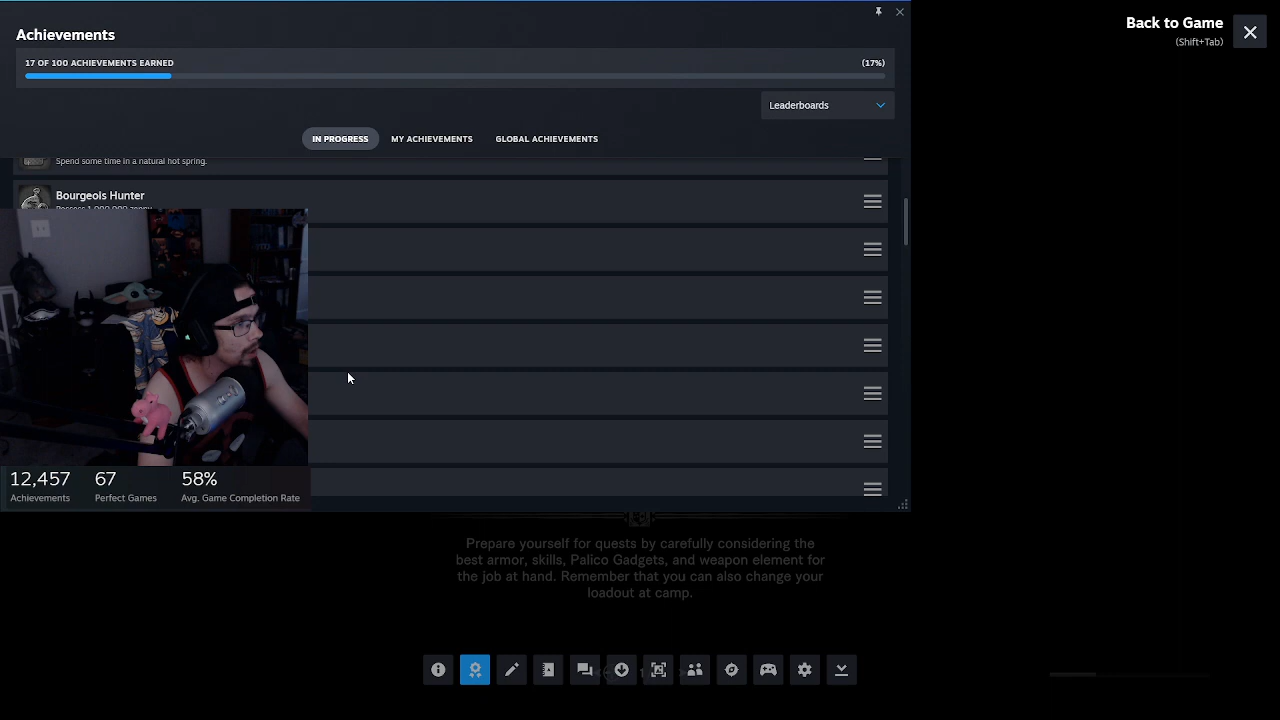 Back to Game
(Shift+Tab)
Achievements
17 OF 100 ACHIEVEMENTS EARNED
(17%)
Leaderboards
IN PROGRESS
MY ACHIEVEMENTS
GLOBAL ACHIEVEMENTS
Spend some time in a natural hot spring.
Bourgeois Hunter
12,457
67
58%
Achievements
Perfect Games
Avg. Game Completion Rate
Prepare yourself for quests by carefully considering the
best armor, skills, Palico Gadgets, and weapon element for
the job at hand. Remember that you can also change your
loadout at camp.